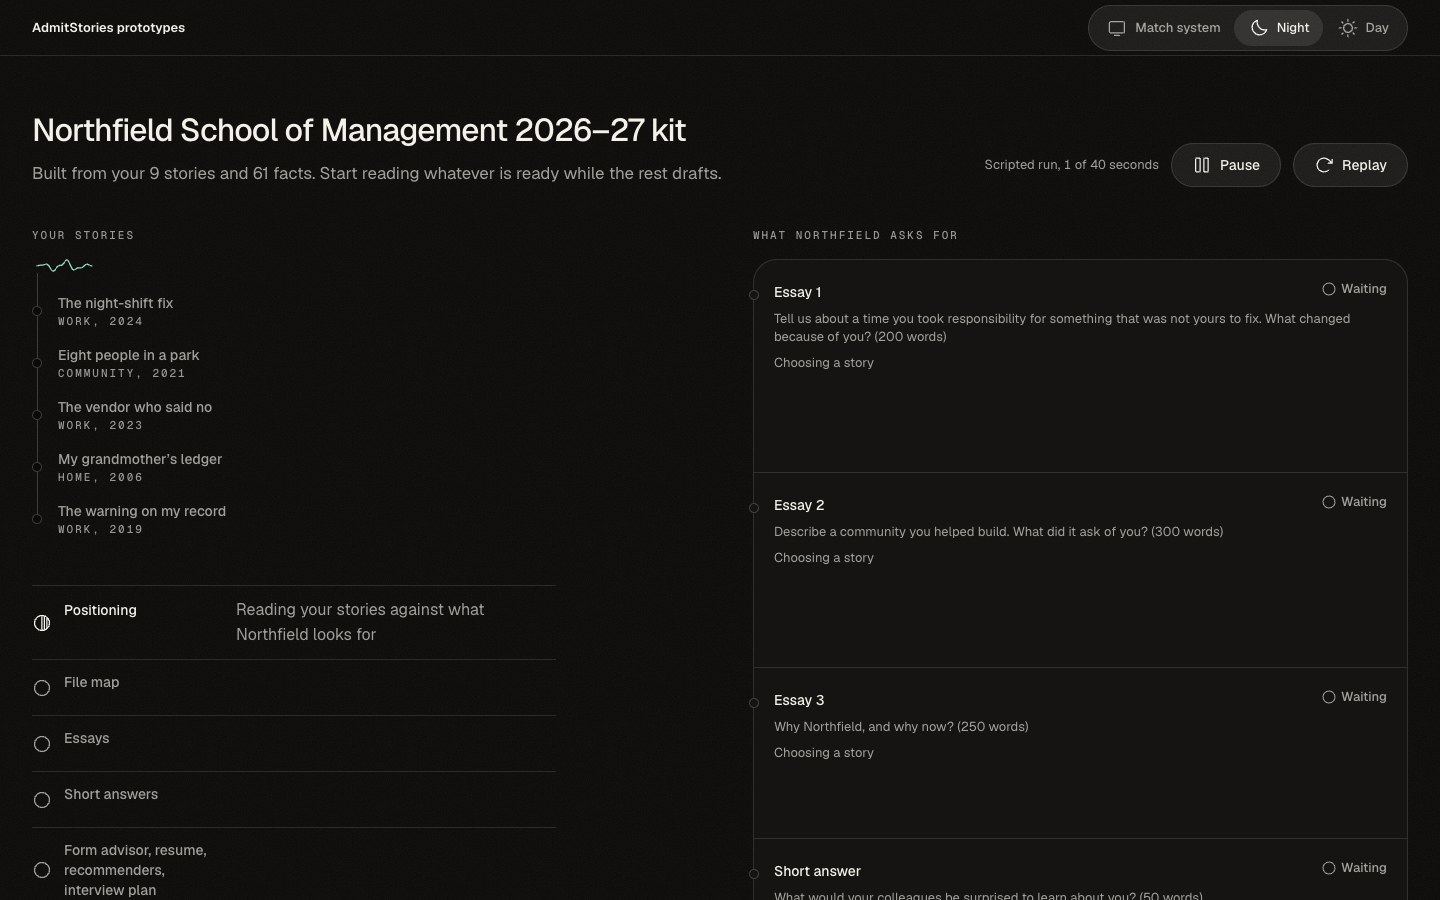 AdmitStories prototypes
Match system
Night
Day
Northfield School of Management 2026–27 kit
Built from your 9 stories and 61 facts. Start reading whatever is ready while the rest drafts.
Scripted run, 1 of 40 seconds
Pause
Replay
YOUR STORIES
The night-shift fix
WORK, 2024
Eight people in a park
COMMUNITY, 2021
The vendor who said no
WORK, 2023
My grandmother’s ledger
HOME, 2006
The warning on my record
WORK, 2019
Positioning
Reading your stories against what
Northfield looks for
File map
Essays
Short answers
Form advisor, resume,
recommenders,
interview plan
WHAT NORTHFIELD ASKS FOR
Essay 1
Waiting
Tell us about a time you took responsibility for something that was not yours to fix. What changed
because of you? (200 words)
Choosing a story
Essay 2
Waiting
Describe a community you helped build. What did it ask of you? (300 words)
Choosing a story
Essay 3
Waiting
Why Northfield, and why now? (250 words)
Choosing a story
Short answer
Waiting
What would your colleagues be surprised to learn about you? (50 words)